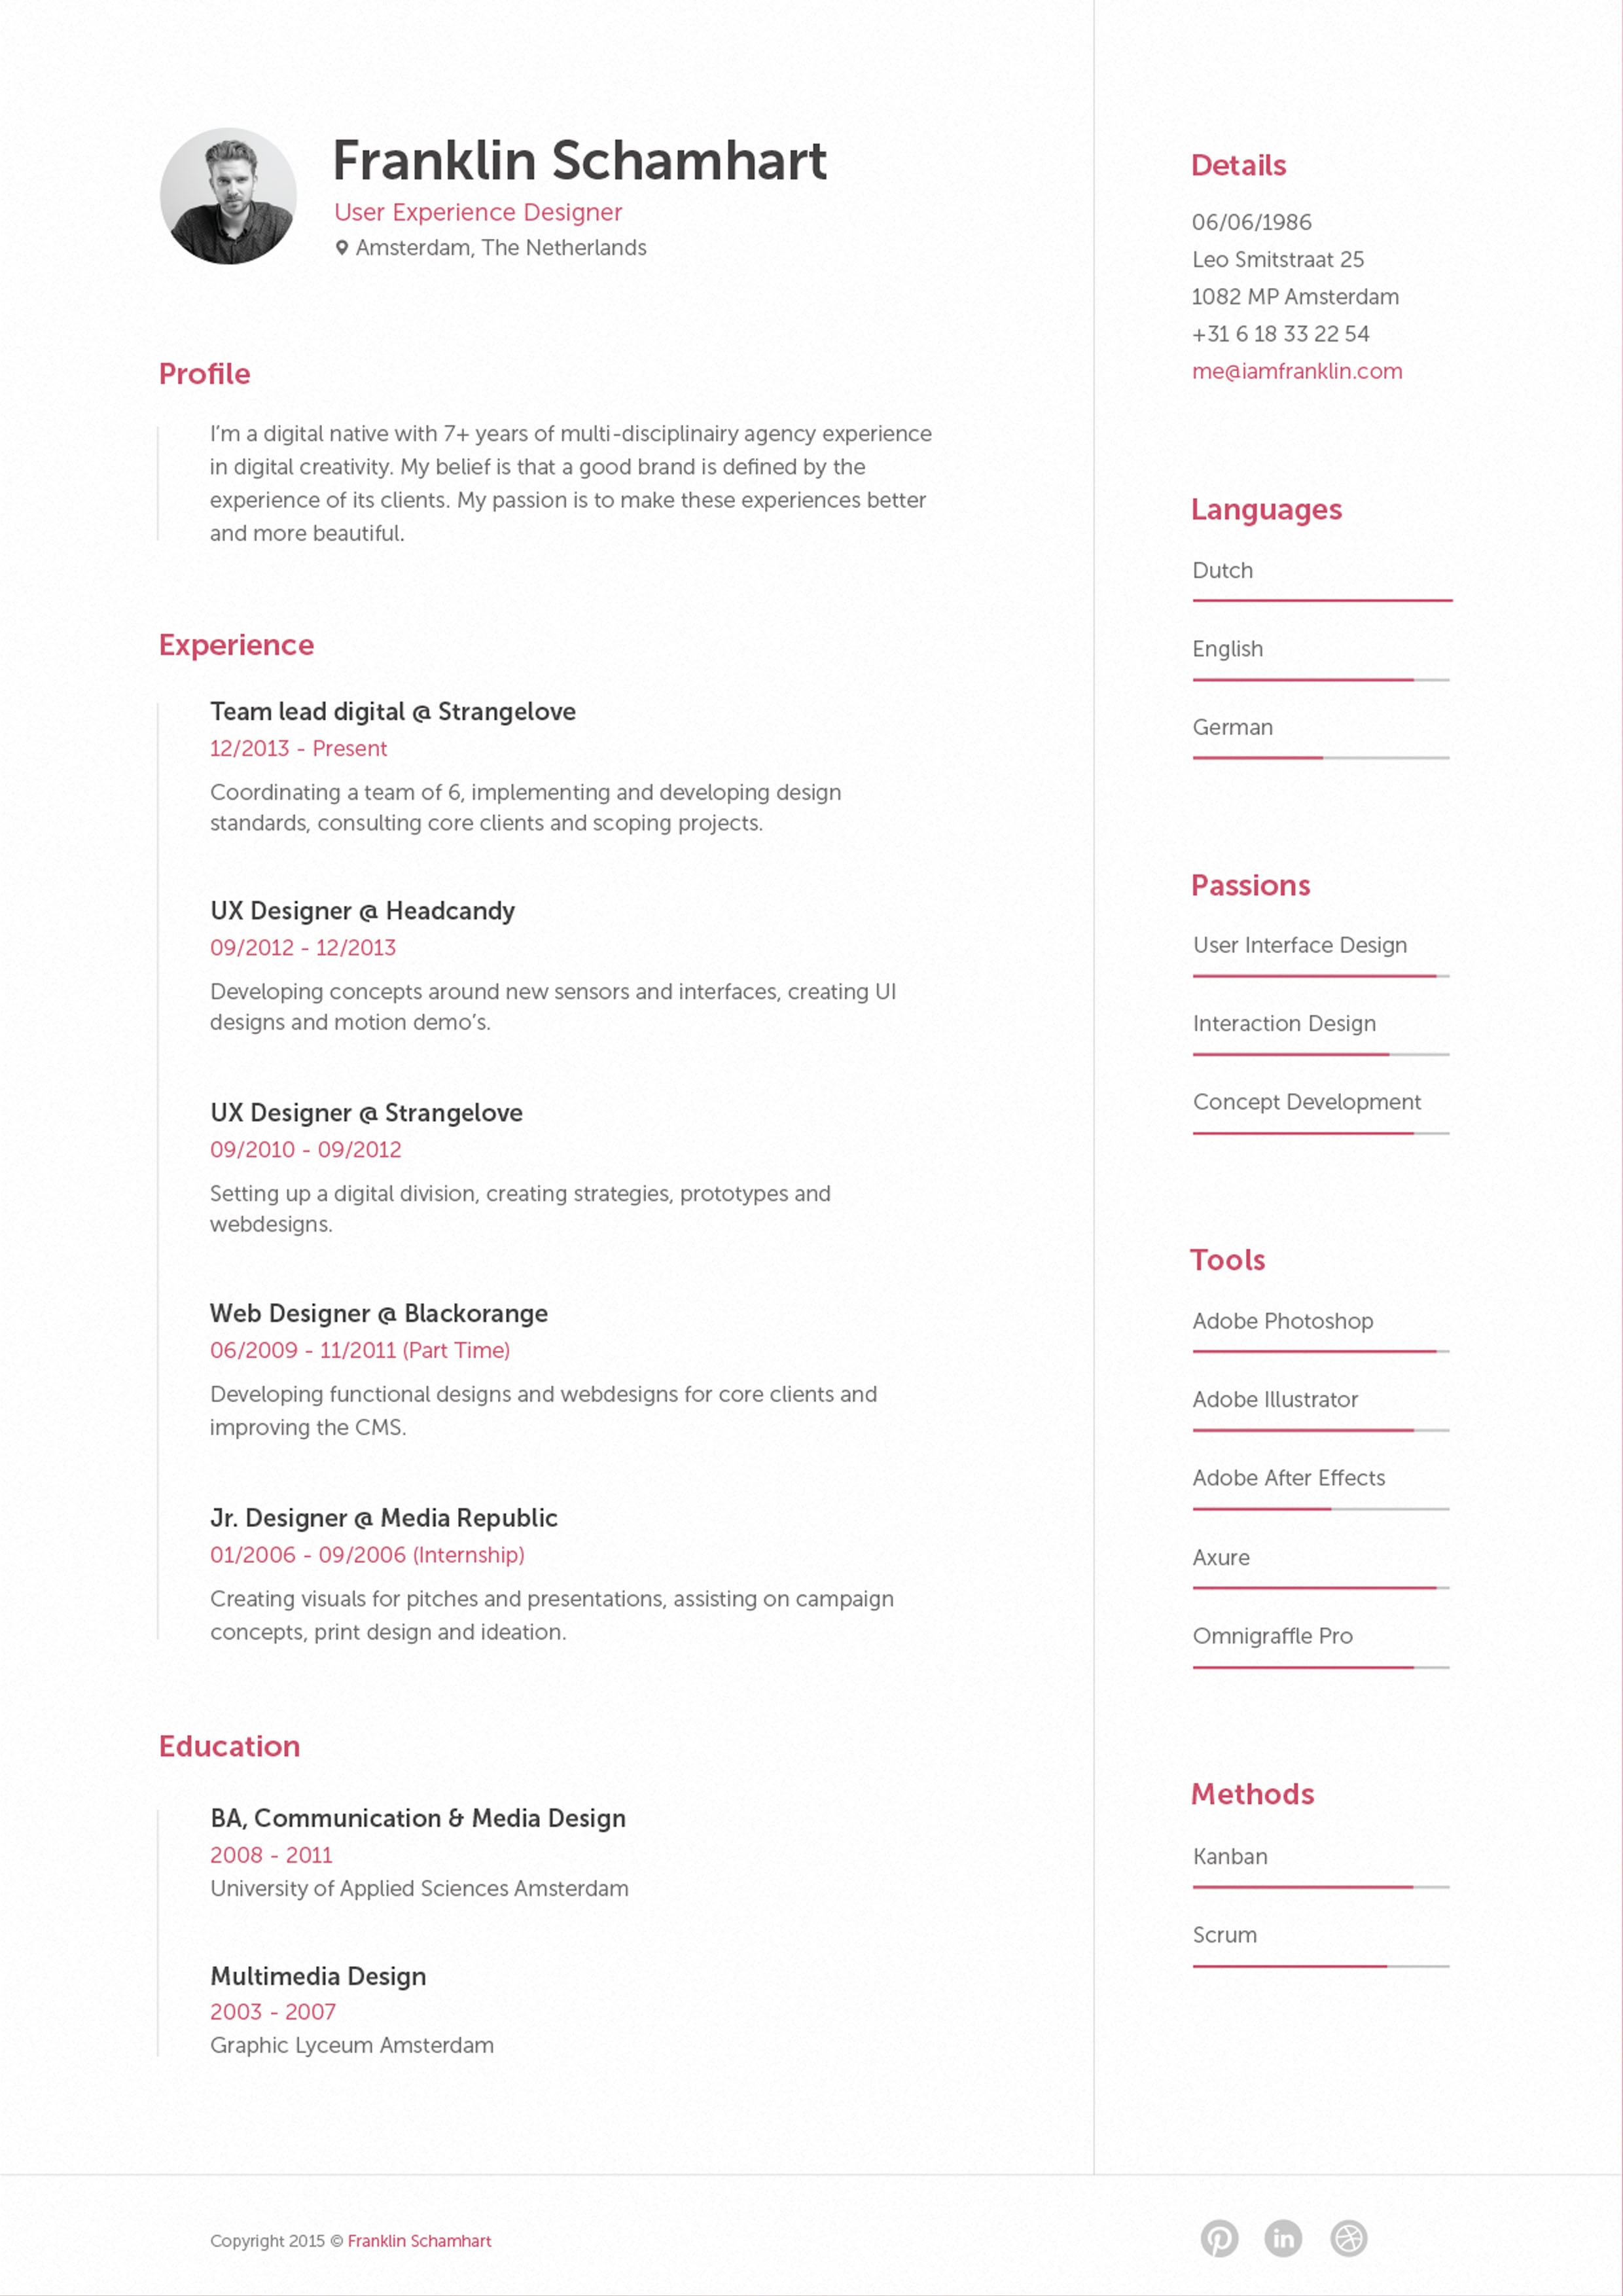 Franklin Schamhart
User Experience Designer
Amsterdam, The Netherlands
Profile
I’m a digital native with 7+ years of multi-disciplinairy agency experience
in digital creativity. My belief is that a good brand is defined by the
experience of its clients. My passion is to make these experiences better
and more beautiful.
Experience
Team lead digital @ Strangelove
12/2013 - Present
Coordinating a team of 6, implementing and developing design
standards, consulting core clients and scoping projects.
UX Designer @ Headcandy
09/2012 - 12/2013
Developing concepts around new sensors and interfaces, creating UI
designs and motion demo’s.
UX Designer @ Strangelove
09/2010 - 09/2012
Setting up a digital division, creating strategies, prototypes and
webdesigns.
Web Designer @ Blackorange
06/2009 - 11/2011 (Part Time)
Developing functional designs and webdesigns for core clients and
improving the CMS.
Jr. Designer @ Media Republic
01/2006 - 09/2006 (Internship)
Creating visuals for pitches and presentations, assisting on campaign
concepts, print design and ideation.
Education
BA, Communication & Media Design
2008 - 2011
University of Applied Sciences Amsterdam
Multimedia Design
2003 - 2007
Graphic Lyceum Amsterdam
Details
06/06/1986
Leo Smitstraat 25
1082 MP Amsterdam
+31 6 18 33 22 54
me@iamfranklin.com
Languages
Dutch
English
German
Passions
User Interface Design
Interaction Design
Concept Development
Tools
Adobe Photoshop
Adobe Illustrator
Adobe After Effects
Axure
Omnigraffle Pro
Methods
Kanban
Scrum
Copyright 2015 © Franklin Schamhart
in